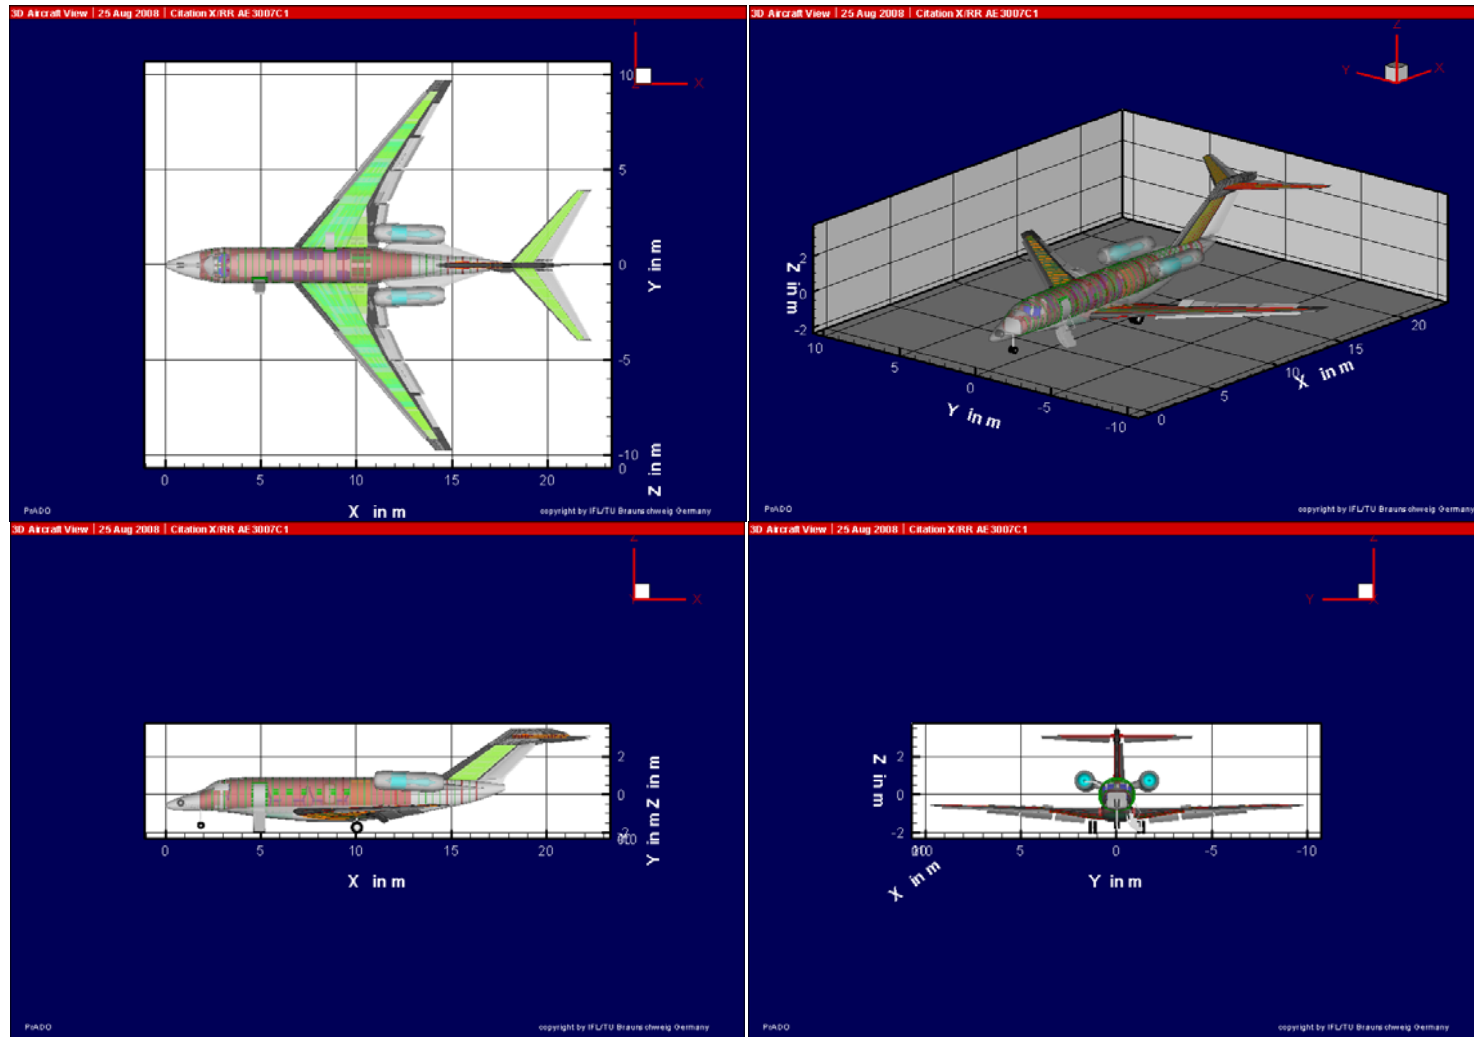 3D Aircraft View | 25 Aug 2008 | Citation X/RR AE3007C1
X
10
5
0
-5
-10
0
Y in m
Z in m
0
5
10
15
20
X in m
PrADO
copyright by IFL/TU Braunschweig Germany
3D Aircraft View | 25 Aug 2008 | Citation X/RR AE3007C1
Z
Y
X
2
0
-2
Z in m
10
5
0
-5
-10
Y in m
0
5
10
15
20
X in m
PrADO
copyright by IFL/TU Braunschweig Germany
3D Aircraft View | 25 Aug 2008 | Citation X/RR AE3007C1
Z
X
2
0
Y in m Z in m
0
5
10
15
20
X in m
PrADO
copyright by IFL/TU Braunschweig Germany
3D Aircraft View | 25 Aug 2008 | Citation X/RR AE3007C1
Z
Y
X
2
0
-2
Z in m
5
0
-5
-10
X in m
Y in m
PrADO
copyright by IFL/TU Braunschweig Germany